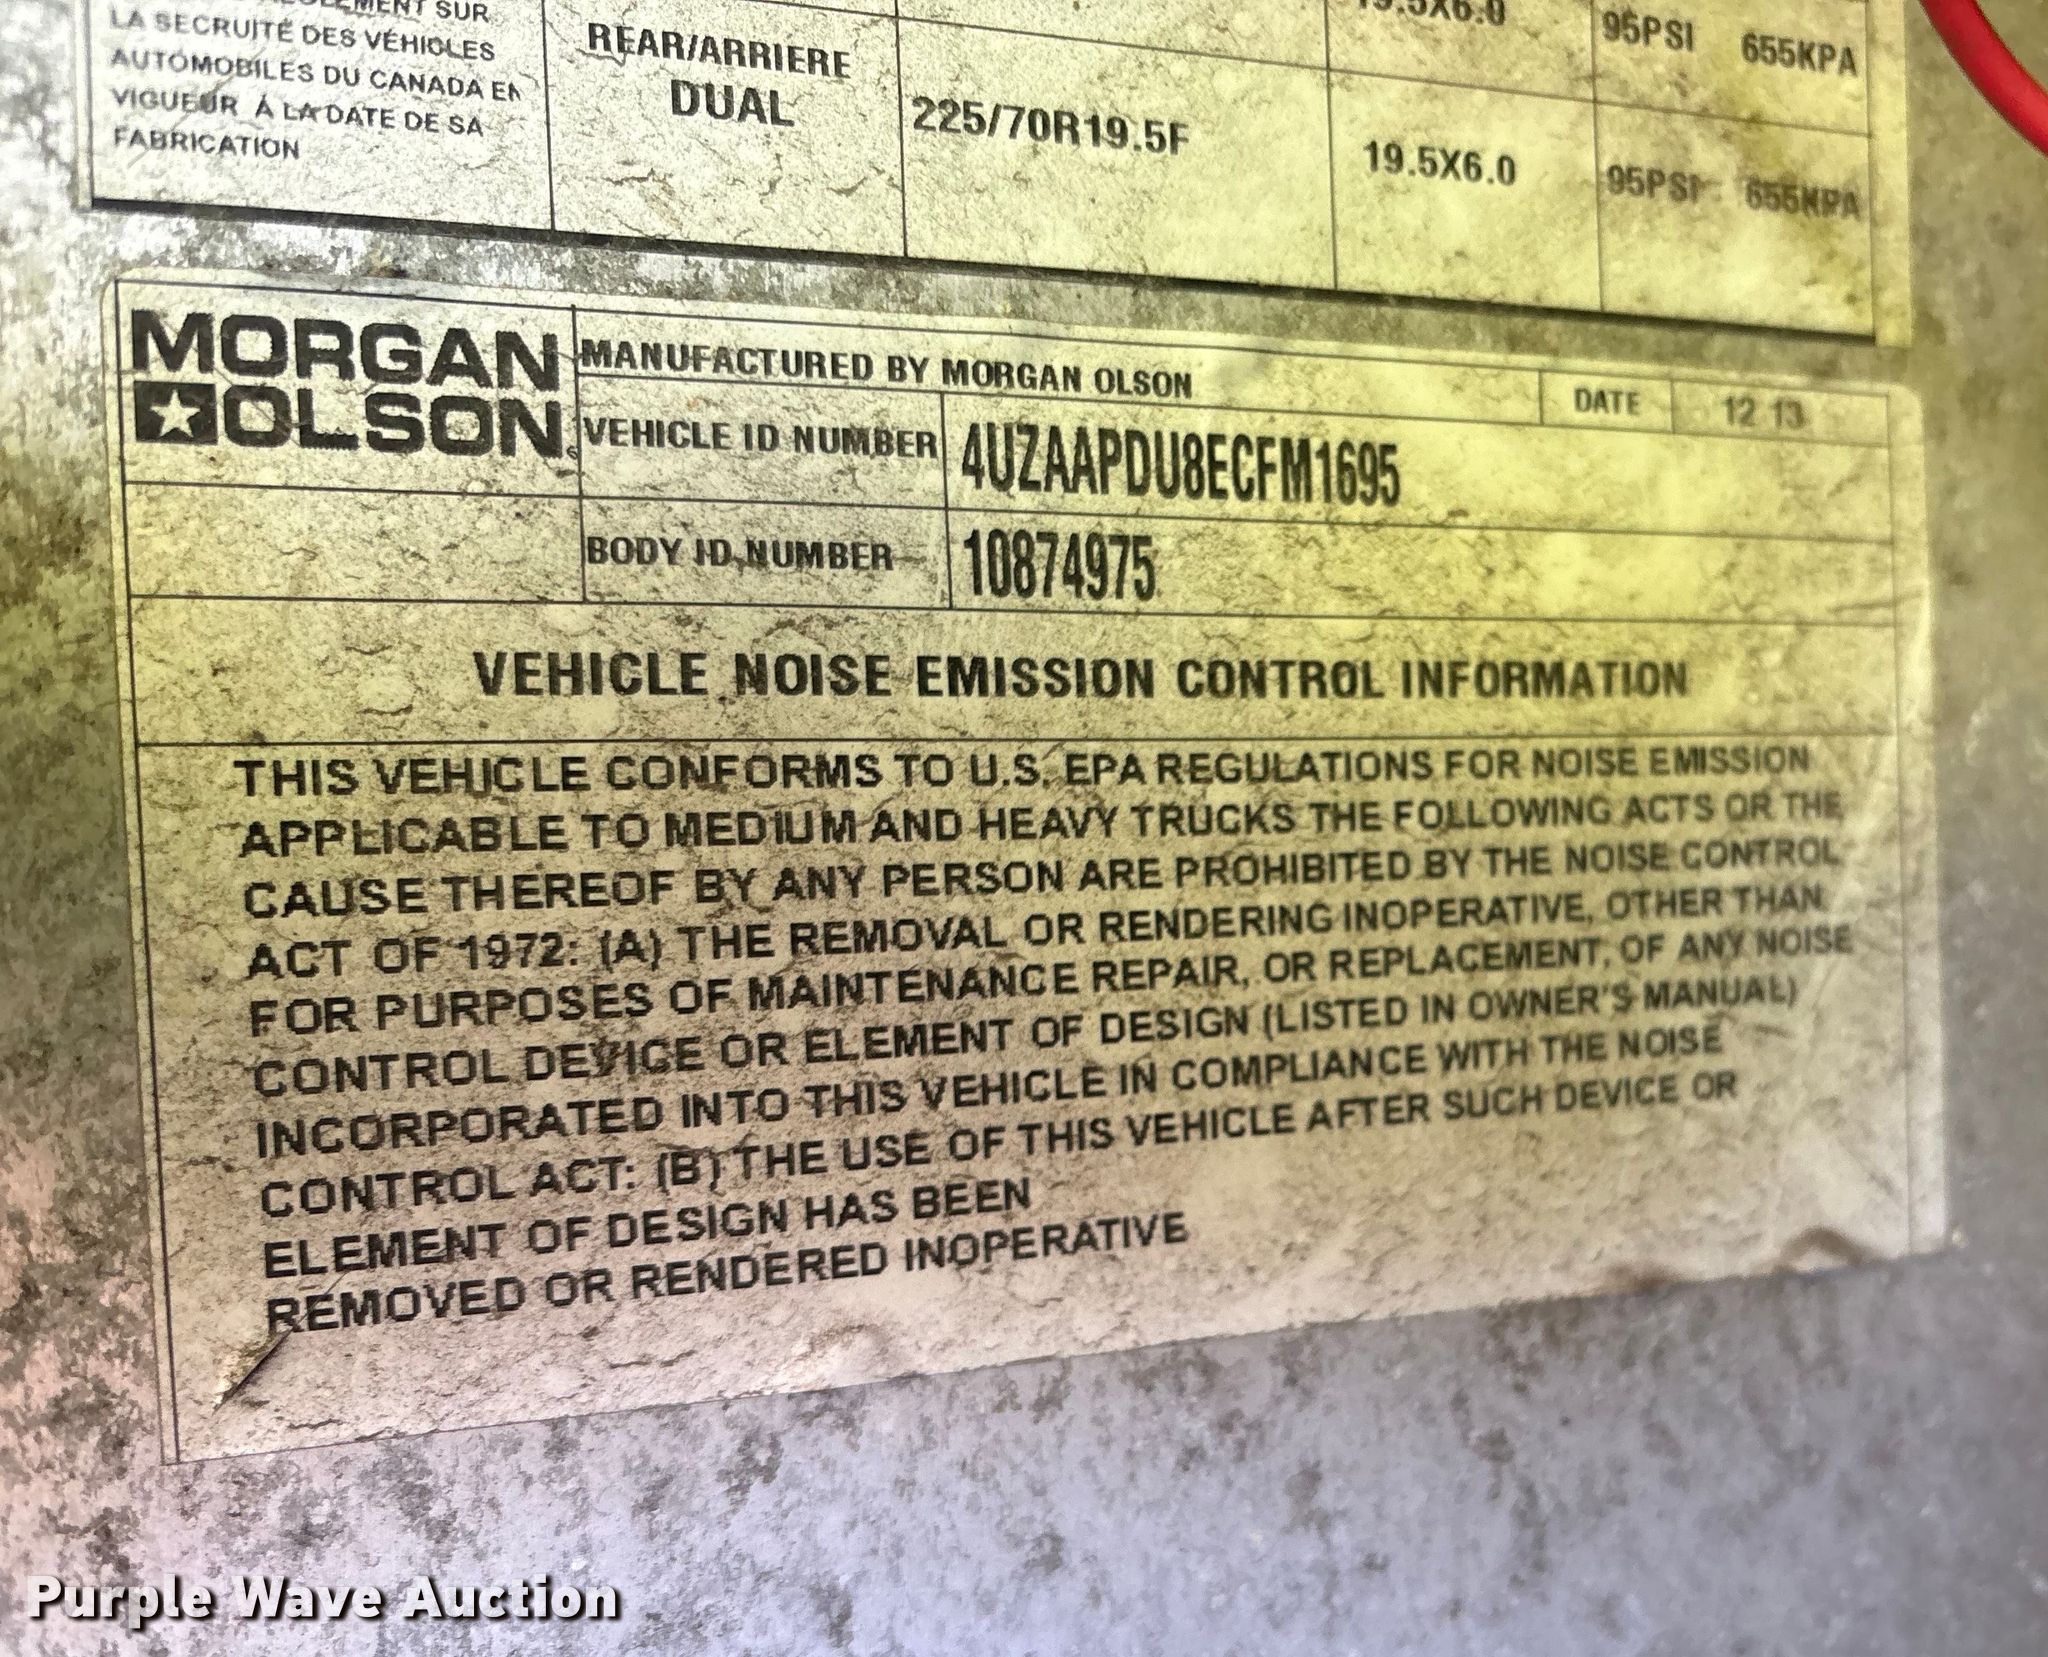 SUR
LA SECRUITÉ DES VÉHICLES
AUTOMOBILES DU CANADA EN
VIGUEUR Á LA DATE DE SA
FABRICATION
REAR/ARRIERE
DUAL
225/70R19.5F
19.5X6.0
95PSI 655KPA
19.5X6.0
95PSI 655KPA
MORGAN
OLSON
MANUFACTURED BY MORGAN OLSON
DATE
12 13
VEHICLE ID NUMBER
4UZAAPDU8ECFM1695
BODY ID NUMBER
10874975
VEHICLE NOISE EMISSION CONTROL INFORMATION
THIS VEHICLE CONFORMS TO U.S. EPA REGULATIONS FOR NOISE EMISSION
APPLICABLE TO MEDIUM AND HEAVY TRUCKS THE FOLLOWING ACTS OR THE
CAUSE THEREOF BY ANY PERSON ARE PROHIBITED BY THE NOISE CONTROL
ACT OF 1972: (A) THE REMOVAL OR RENDERING INOPERATIVE, OTHER THAN
FOR PURPOSES OF MAINTENANCE REPAIR, OR REPLACEMENT, OF ANY NOISE
CONTROL DEVICE OR ELEMENT OF DESIGN (LISTED IN OWNER'S MANUAL)
INCORPORATED INTO THIS VEHICLE IN COMPLIANCE WITH THE NOISE
CONTROL ACT: (B) THE USE OF THIS VEHICLE AFTER SUCH DEVICE OR
ELEMENT OF DESIGN HAS BEEN
REMOVED OR RENDERED INOPERATIVE
Purple Wave Auction